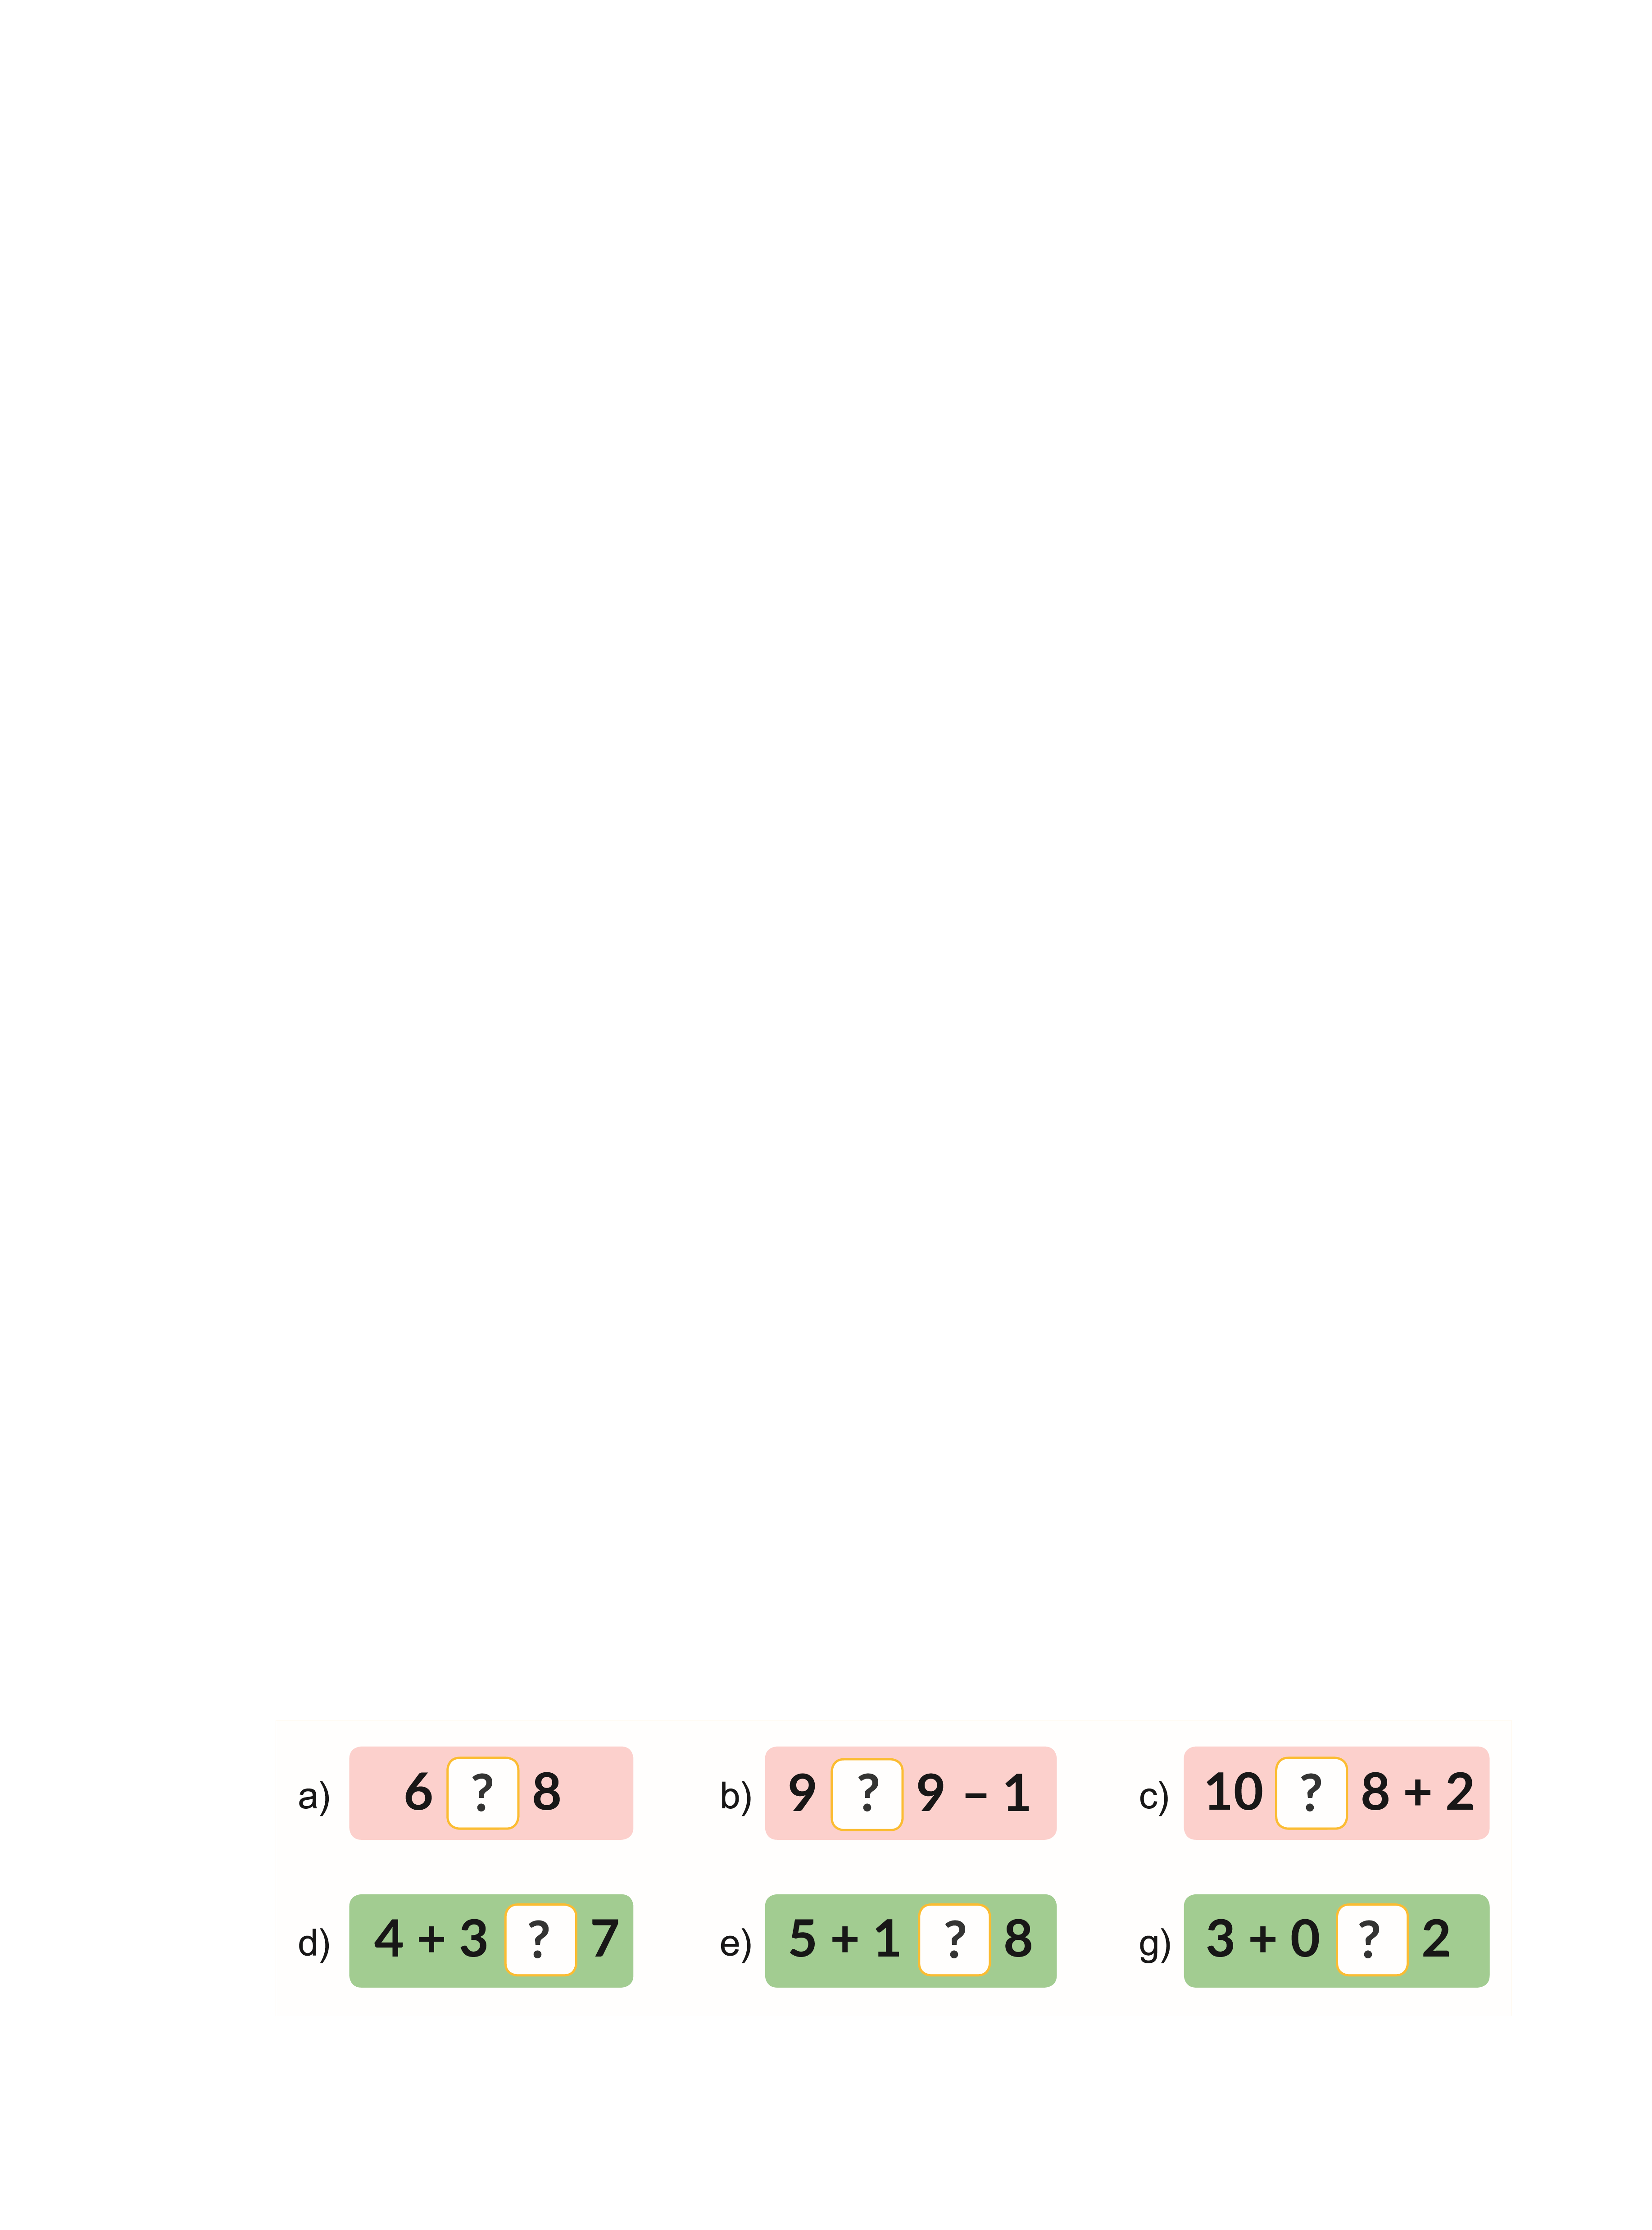 a) 6 ? 8 b) 9 ? 9 – 1 c) 10 ? 8 + 2
d) 4 + 3 ? 7 e) 5 + 1 ? 8 g) 3 + 0 ? 2